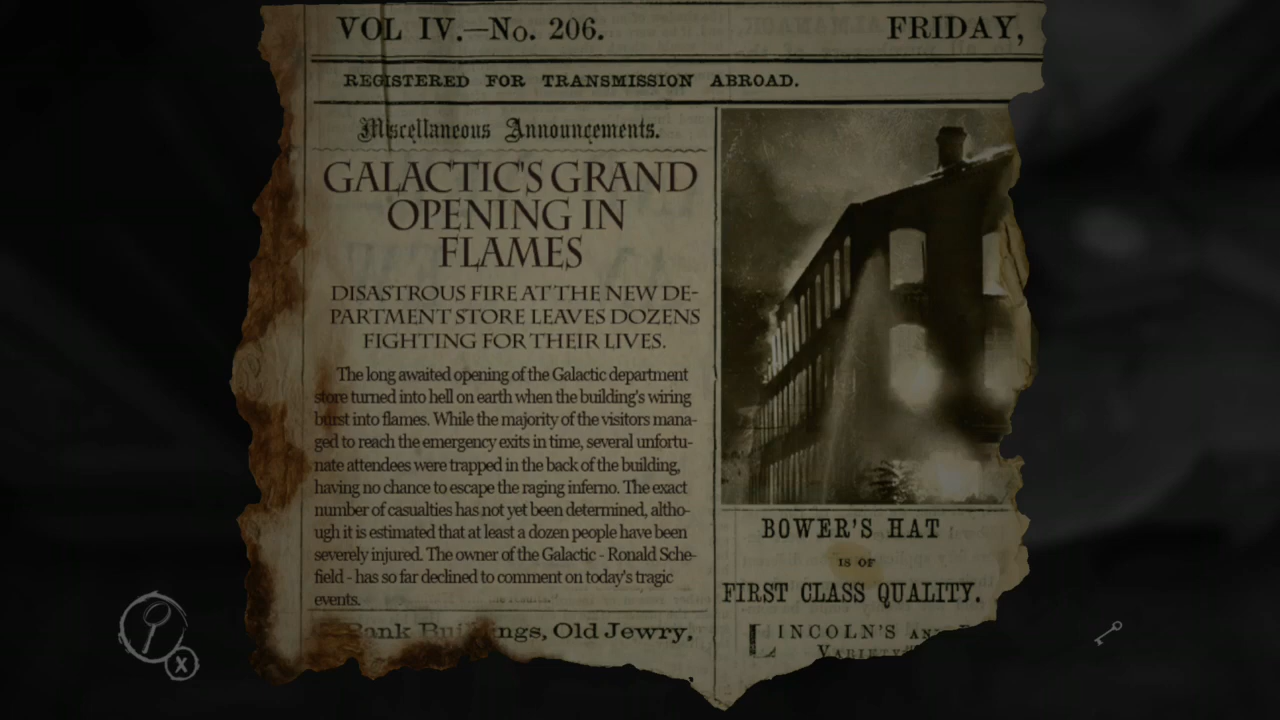 VOL IV.—No. 206.
FRIDAY,
REGISTERED FOR TRANSMISSION ABROAD.
Miscellaneous Announcements.
GALACTIC'S GRAND
OPENING IN
FLAMES
DISASTROUS FIRE AT THE NEW DE-
PARTMENT STORE LEAVES DOZENS
FIGHTING FOR THEIR LIVES.
The long awaited opening of the Galactic department
store turned into hell on earth when the building's wiring
burst into flames. While the majority of the visitors mana-
ged to reach the emergency exits in time, several unfortu-
nate attendees were trapped in the back of the building,
having no chance to escape the raging inferno. The exact
number of casualties has not yet been determined, altho-
ugh it is estimated that at least a dozen people have been
severely injured. The owner of the Galactic - Ronald Sche-
field - has so far declined to comment on today's tragic
events.
Bank Buildings, Old Jewry,
BOWER'S HAT
IS OF
FIRST CLASS QUALITY.
LINCOLN'S AND
VARIETY
X